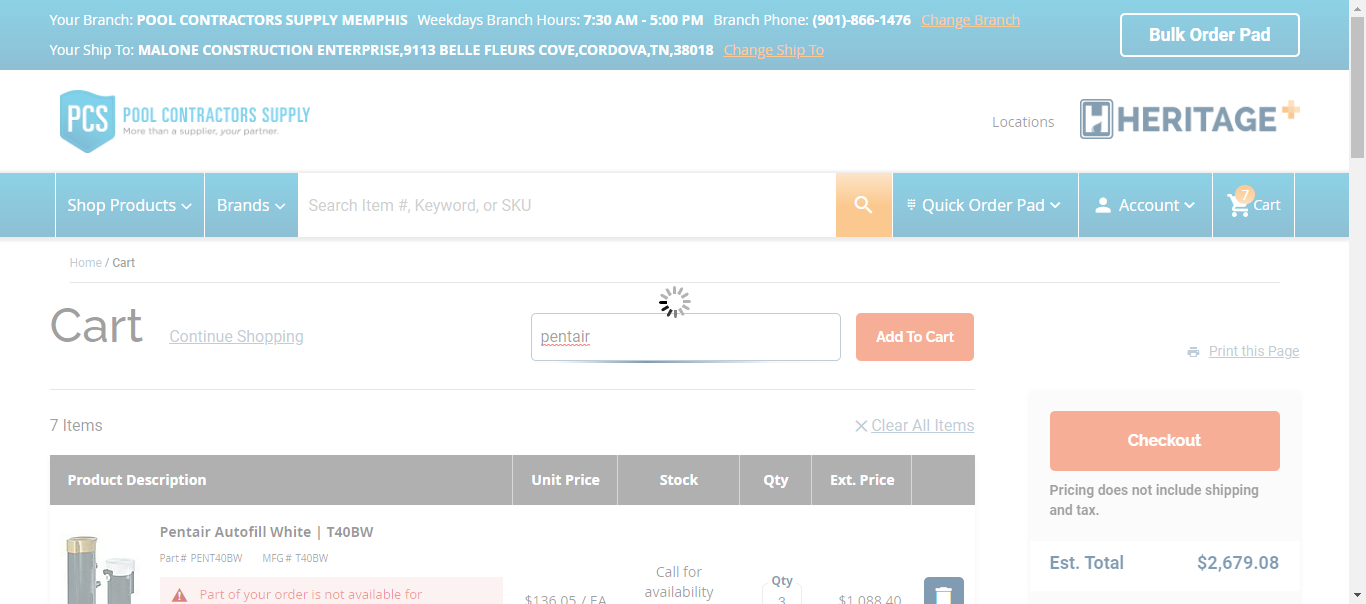 Your Branch: POOL CONTRACTORS SUPPLY MEMPHIS Weekdays Branch Hours: 7:30 AM - 5:00 PM Branch Phone: (901)-866-1476 Change Branch
Your Ship To: MALONE CONSTRUCTION ENTERPRISE,9113 BELLE FLEURS COVE,CORDOVA,TN,38018 Change Ship To
Bulk Order Pad
PCS POOL CONTRACTORS SUPPLY
More than a supplier, your partner.
Locations
HERITAGE+
Shop Products
Brands
Search Item #, Keyword, or SKU
Quick Order Pad
Account
7
Cart
Home / Cart
Cart
Continue Shopping
pentair
Add To Cart
Print this Page
7 Items
Clear All Items
Product Description Unit Price Stock Qty Ext. Price
Pentair Autofill White | T40BW
Part# PENT40BW MFG# T40BW
Part of your order is not available for
$136.05 / EA
Call for
availability
Qty
3
$1,088.40
Checkout
Pricing does not include shipping
and tax.
Est. Total $2,679.08